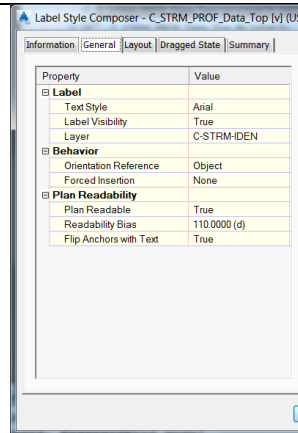 Label Style Composer - C_STRM_PROF_Data_Top [v] (US
Information General Layout Dragged State Summary
Property Value
Label
Text Style Arial
Label Visibility True
Layer C-STRM-IDEN
Behavior
Orientation Reference Object
Forced Insertion None
Plan Readability
Plan Readable True
Readability Bias 110.0000 (d)
Flip Anchors with Text True